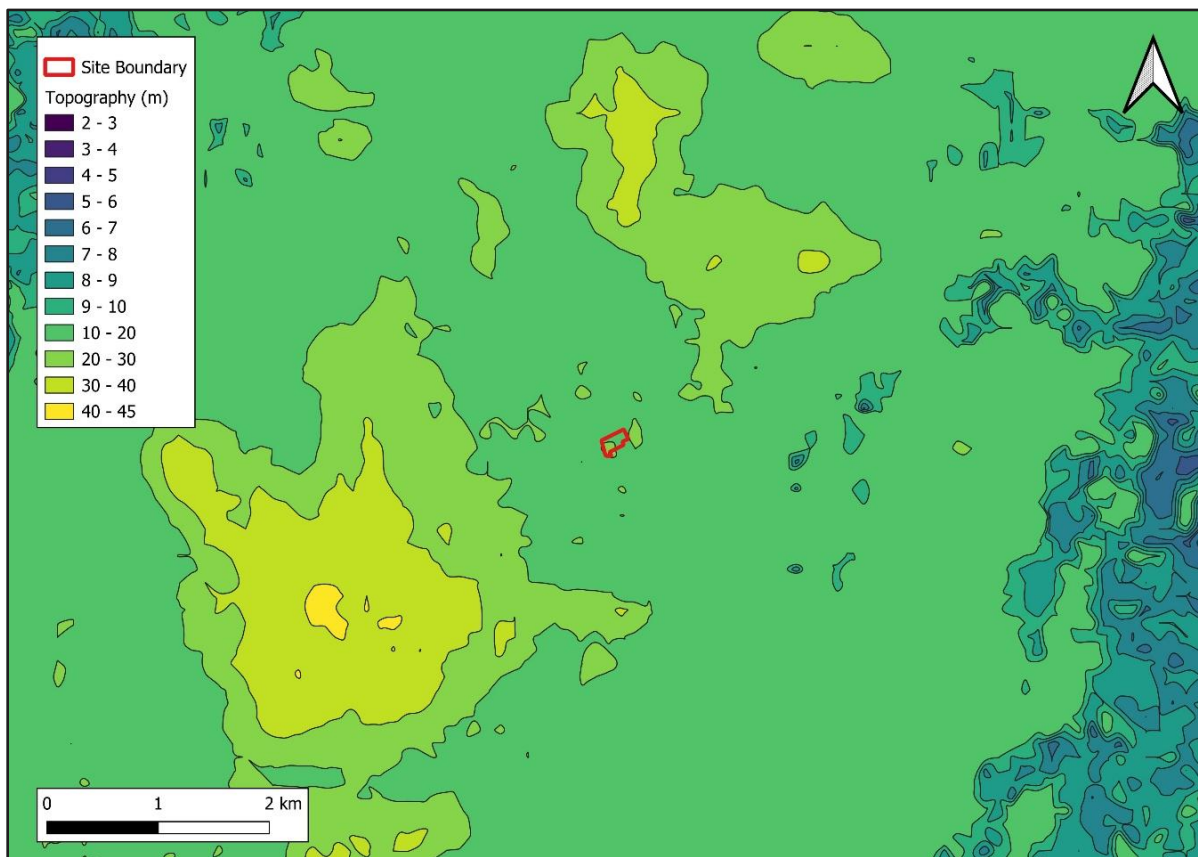 Site Boundary
Topography (m)
2 - 3
3 - 4
4 - 5
5 - 6
6 - 7
7 - 8
8 - 9
9 - 10
10 - 20
20 - 30
30 - 40
40 - 45
0 1 2 km